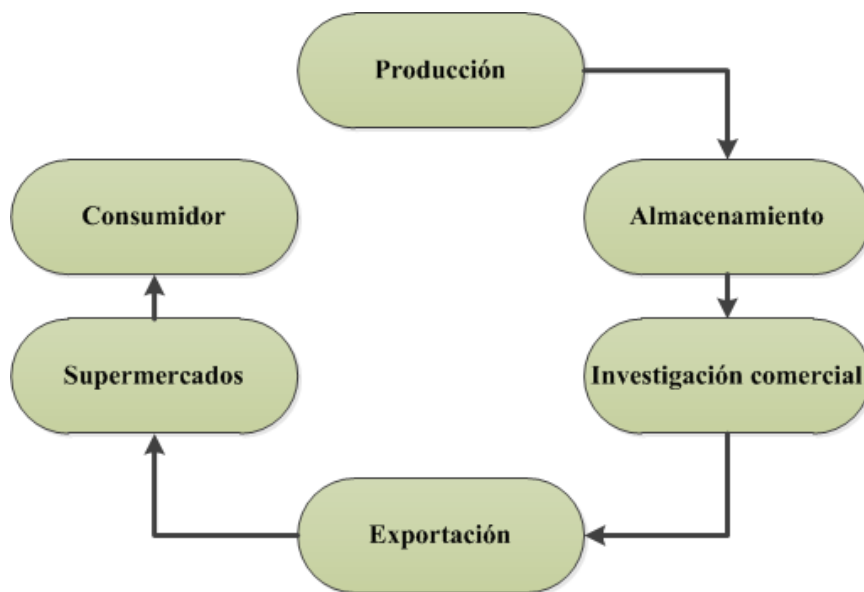 Producción
Almacenamiento
Investigación comercial
Exportación
Supermercados
Consumidor